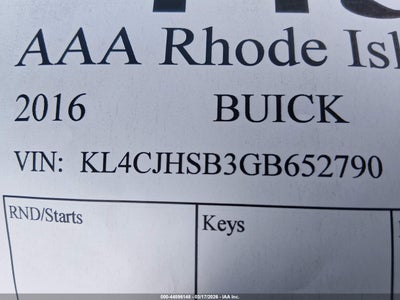 AAA Rhode Isl
2016 BUICK
VIN: KL4CJHSB3GB652790
RND/Starts Keys